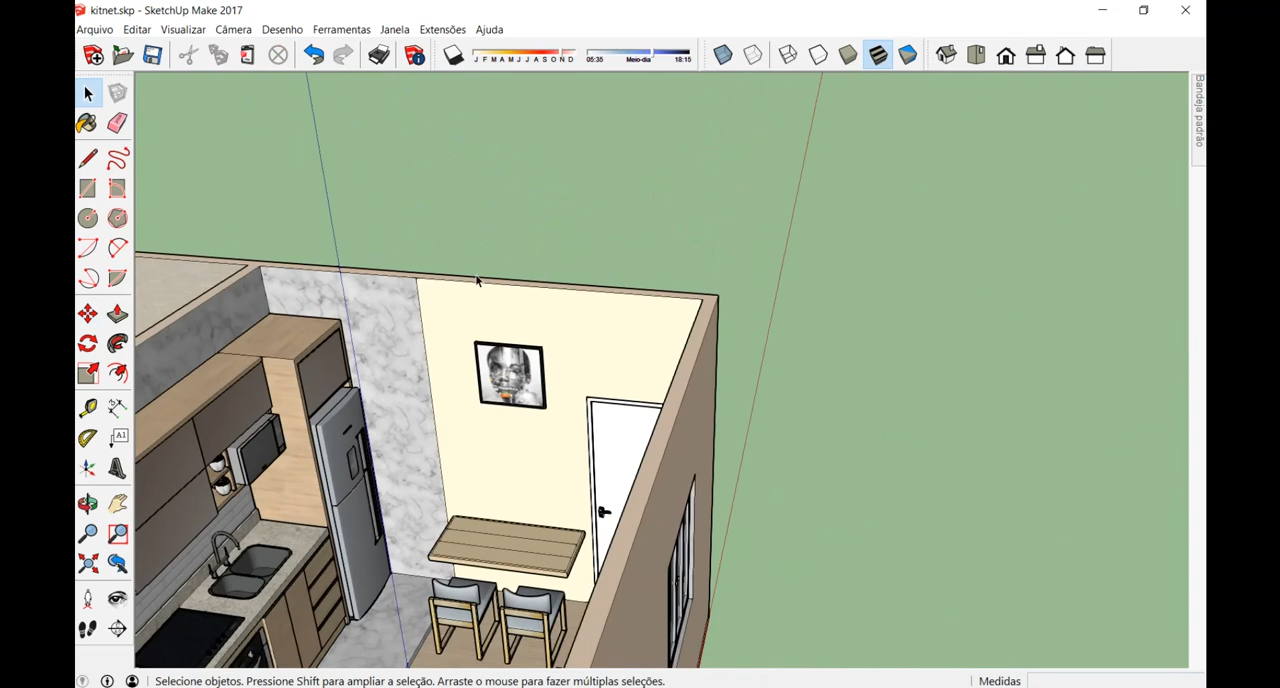 kitnet.skp - SketchUp Make 2017
Arquivo Editar Visualizar Câmera Desenho Ferramentas Janela Extensões Ajuda
J F M A M J J A S O N D 05:35 Meio-dia 18:15
Bandeja padrão
A1
Selecione objetos. Pressione Shift para ampliar a seleção. Arraste o mouse para fazer múltiplas seleções. Medidas